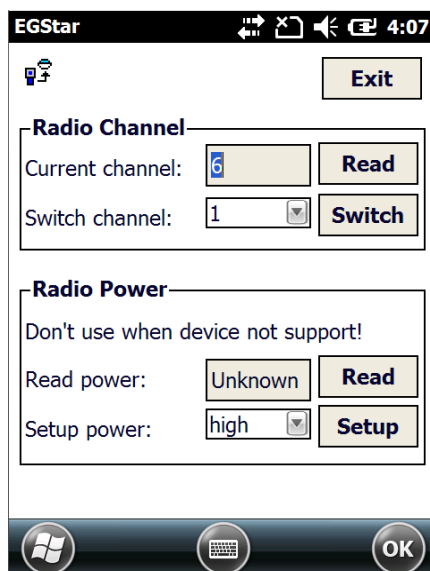 EGStar 4:07
Exit
Radio Channel
Current channel: 6 Read
Switch channel: 1 Switch
Radio Power
Don't use when device not support!
Read power: Unknown Read
Setup power: high Setup
OK